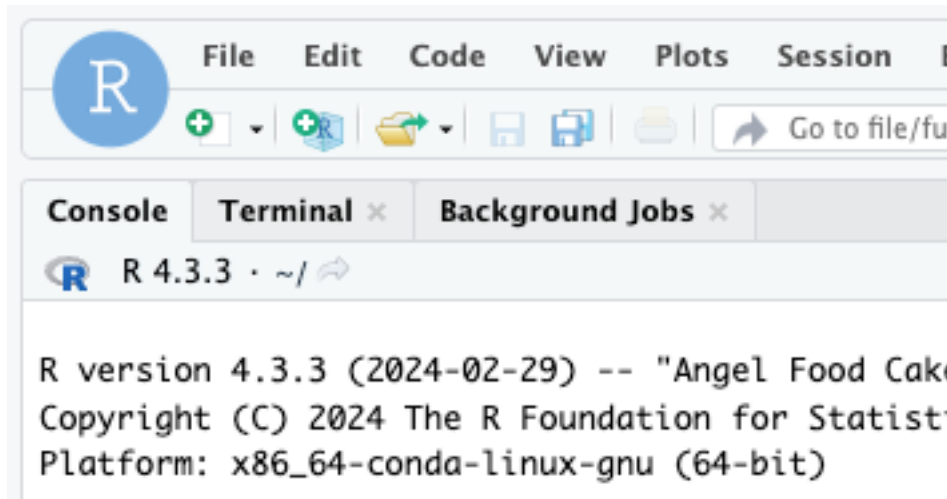 R File Edit Code View Plots Session
R Go to file/fu
Console Terminal × Background Jobs ×
R R 4.3.3 · ~/
R version 4.3.3 (2024-02-29) -- "Angel Food Cake
Copyright (C) 2024 The R Foundation for Statisti
Platform: x86_64-conda-linux-gnu (64-bit)